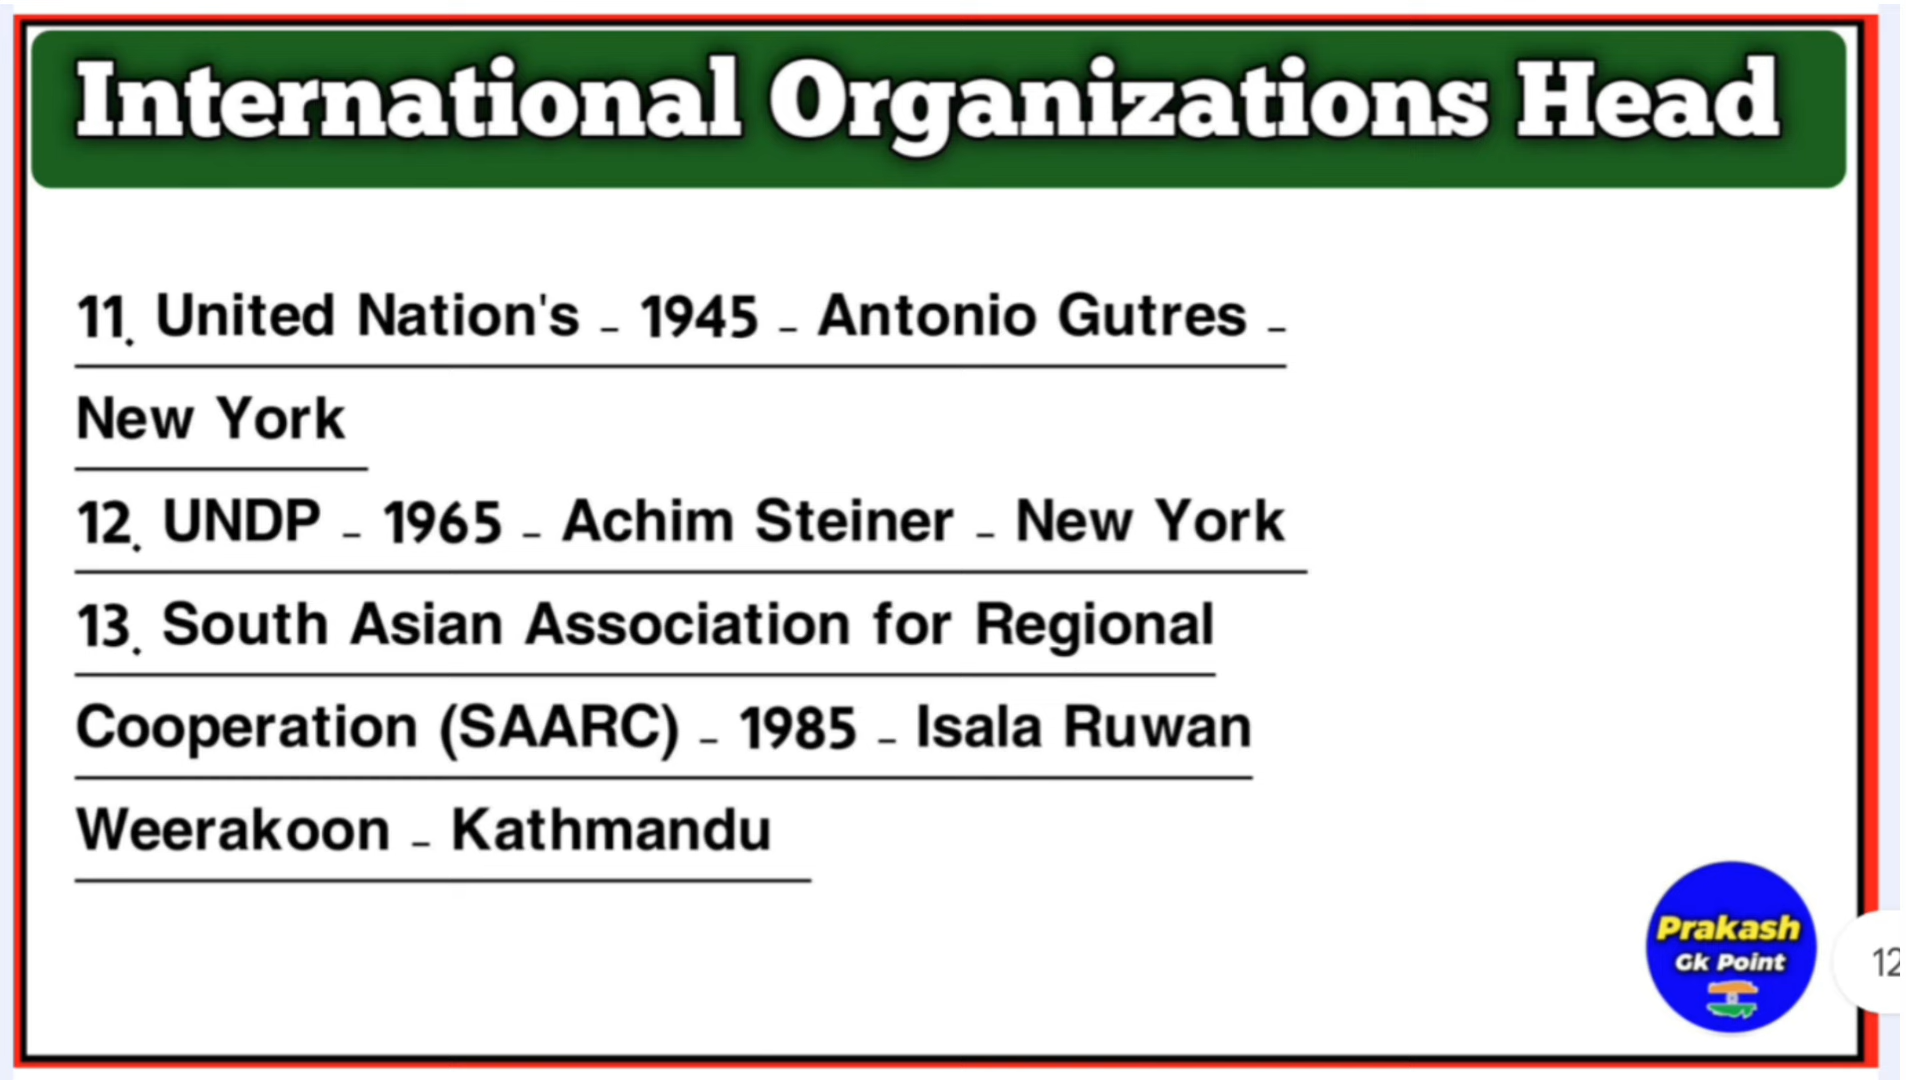 International Organizations Head
11. United Nation's - 1945 - Antonio Gutres -
New York
12. UNDP - 1965 - Achim Steiner - New York
13. South Asian Association for Regional
Cooperation (SAARC) - 1985 - Isala Ruwan
Weerakoon - Kathmandu
Prakash
Gk Point
12